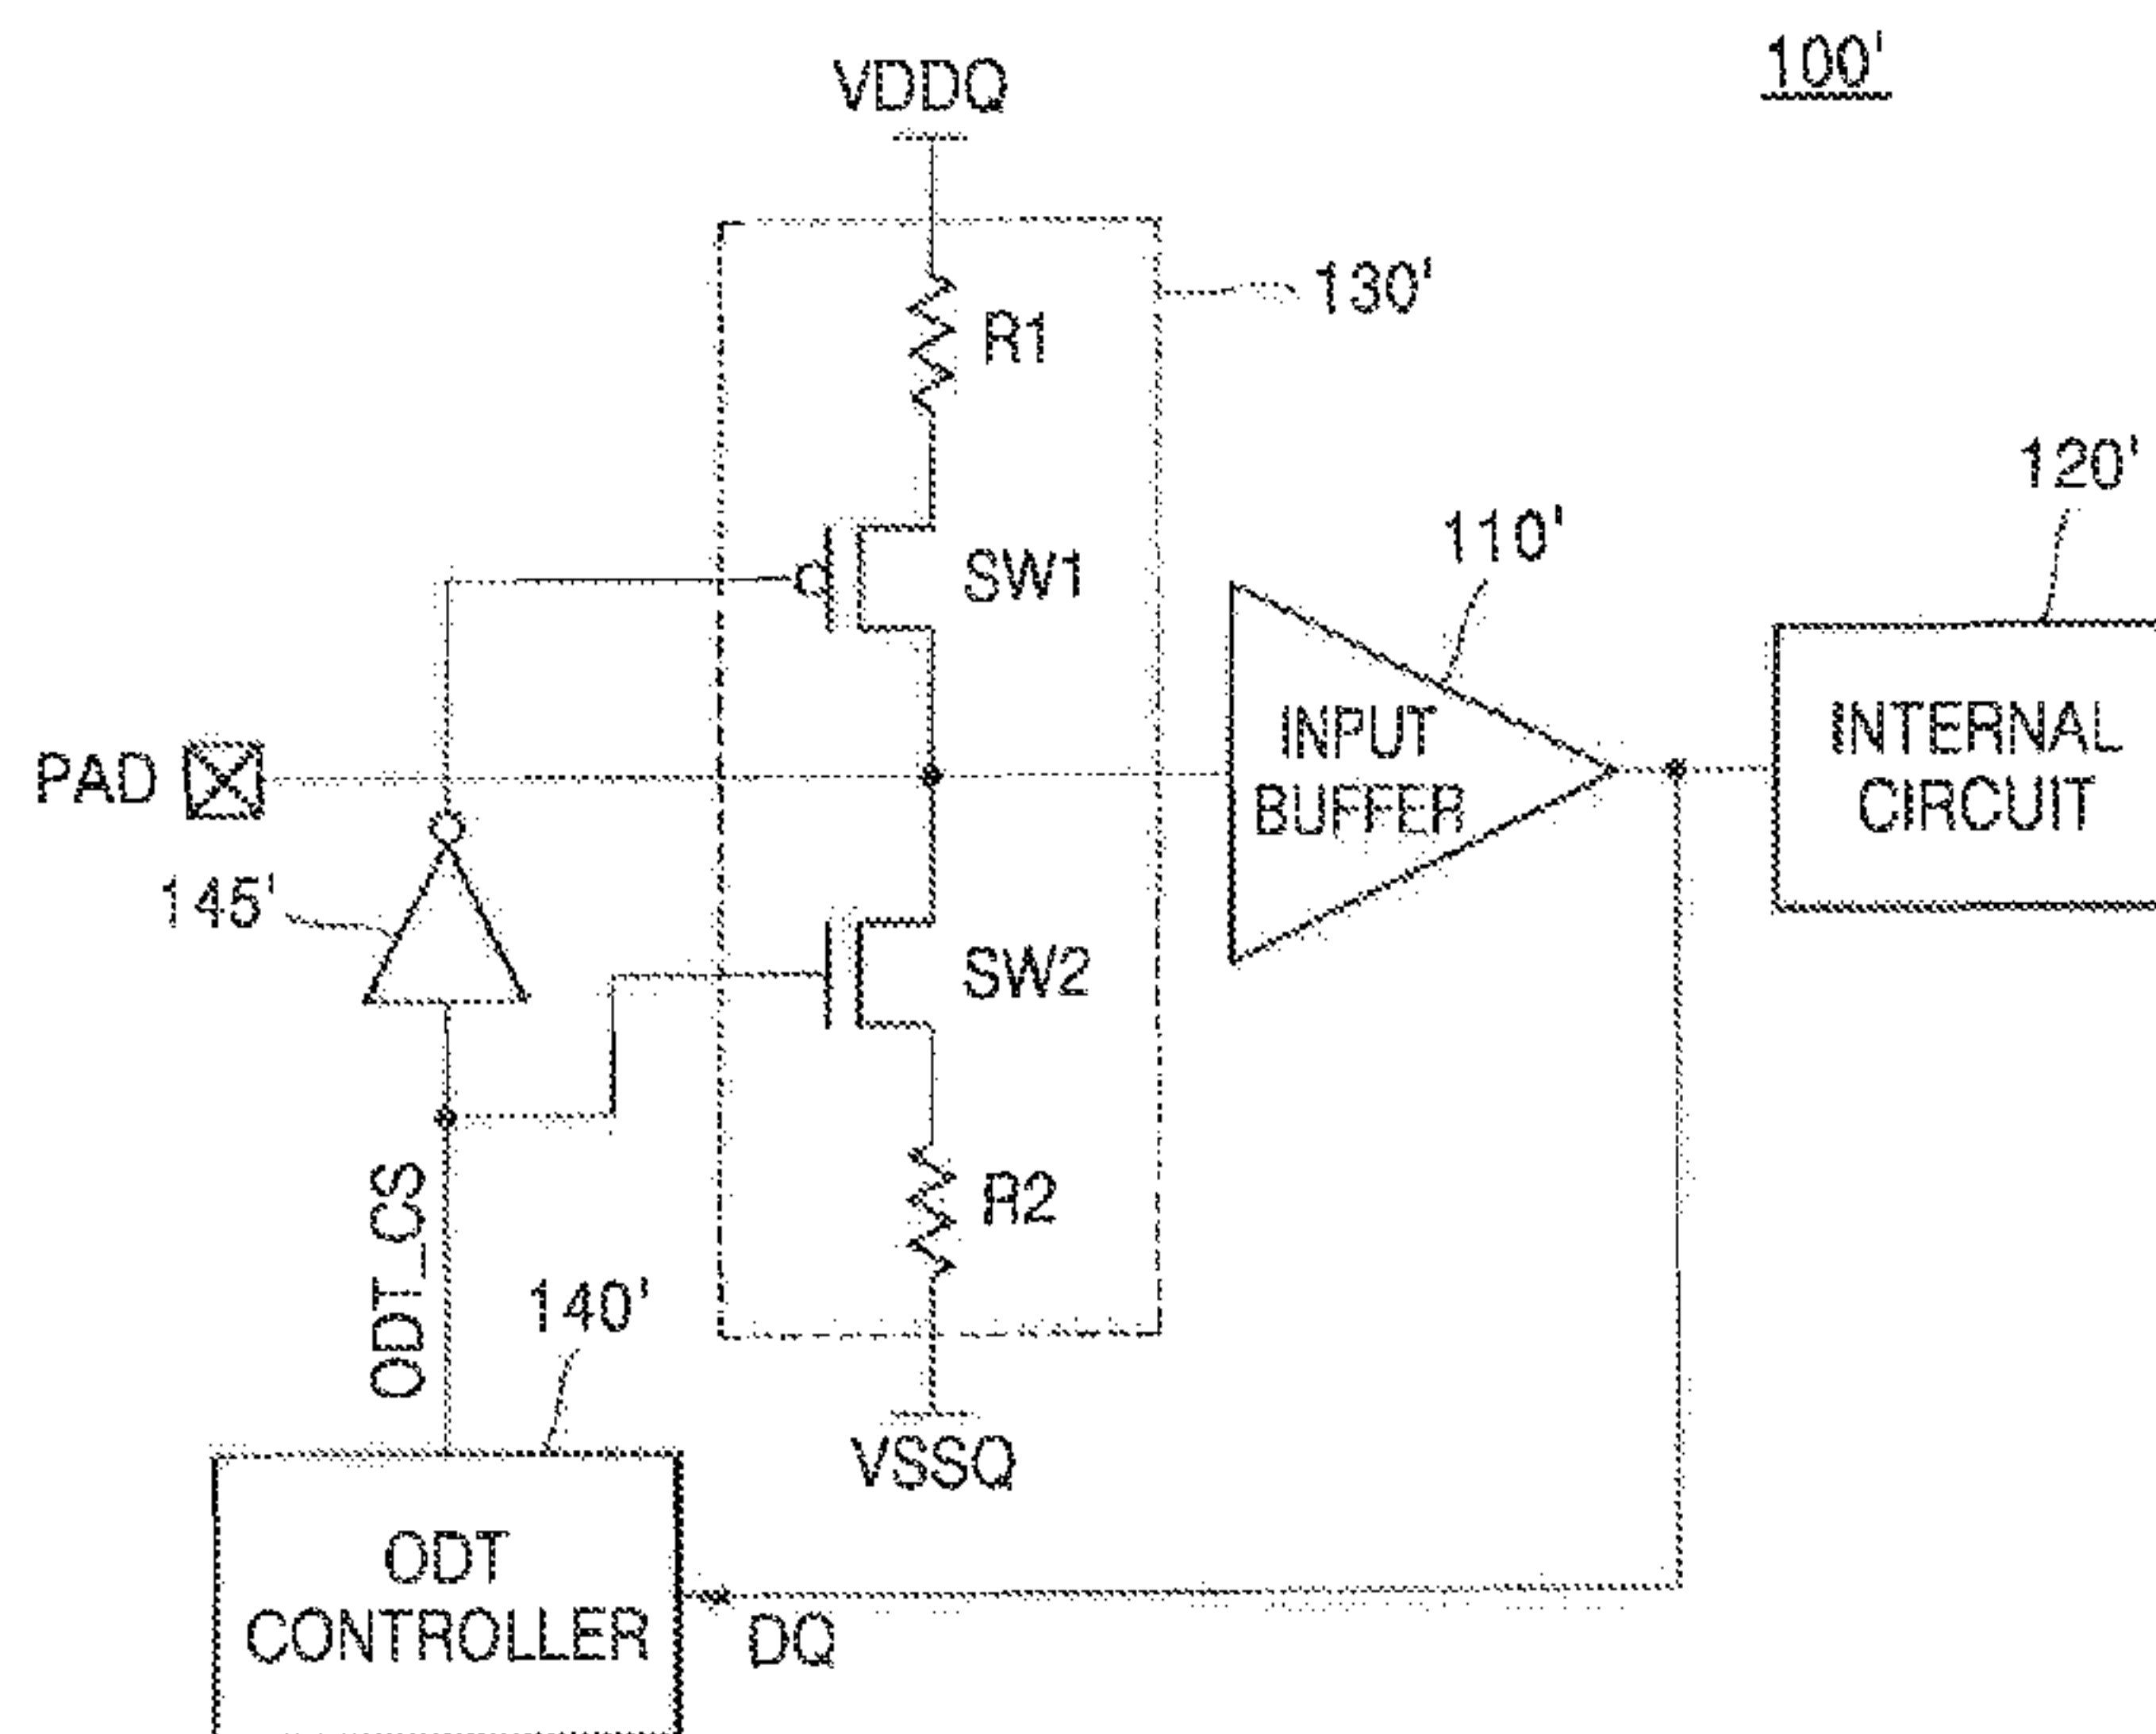 100'
VDDQ
130'
R1
120'
110'
SW1
INPUT
BUFFER
INTERNAL
CIRCUIT
PAD
145'
SW2
R2
ODT_CS
140'
VSSQ
ODT
CONTROLLER
DQ